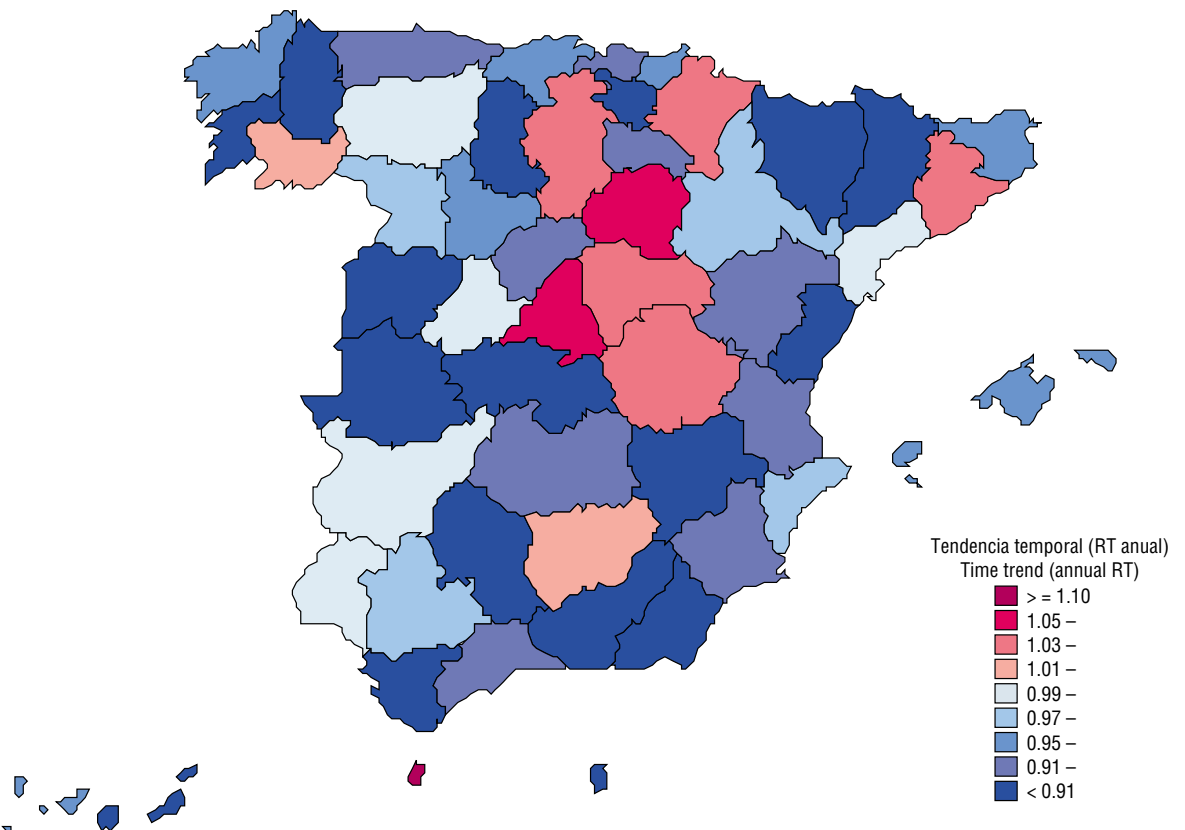 Tendencia temporal (RT anual)
Time trend (annual RT)
> = 1.10
1.05 –
1.03 –
1.01 –
0.99 –
0.97 –
0.95 –
0.91 –
< 0.91